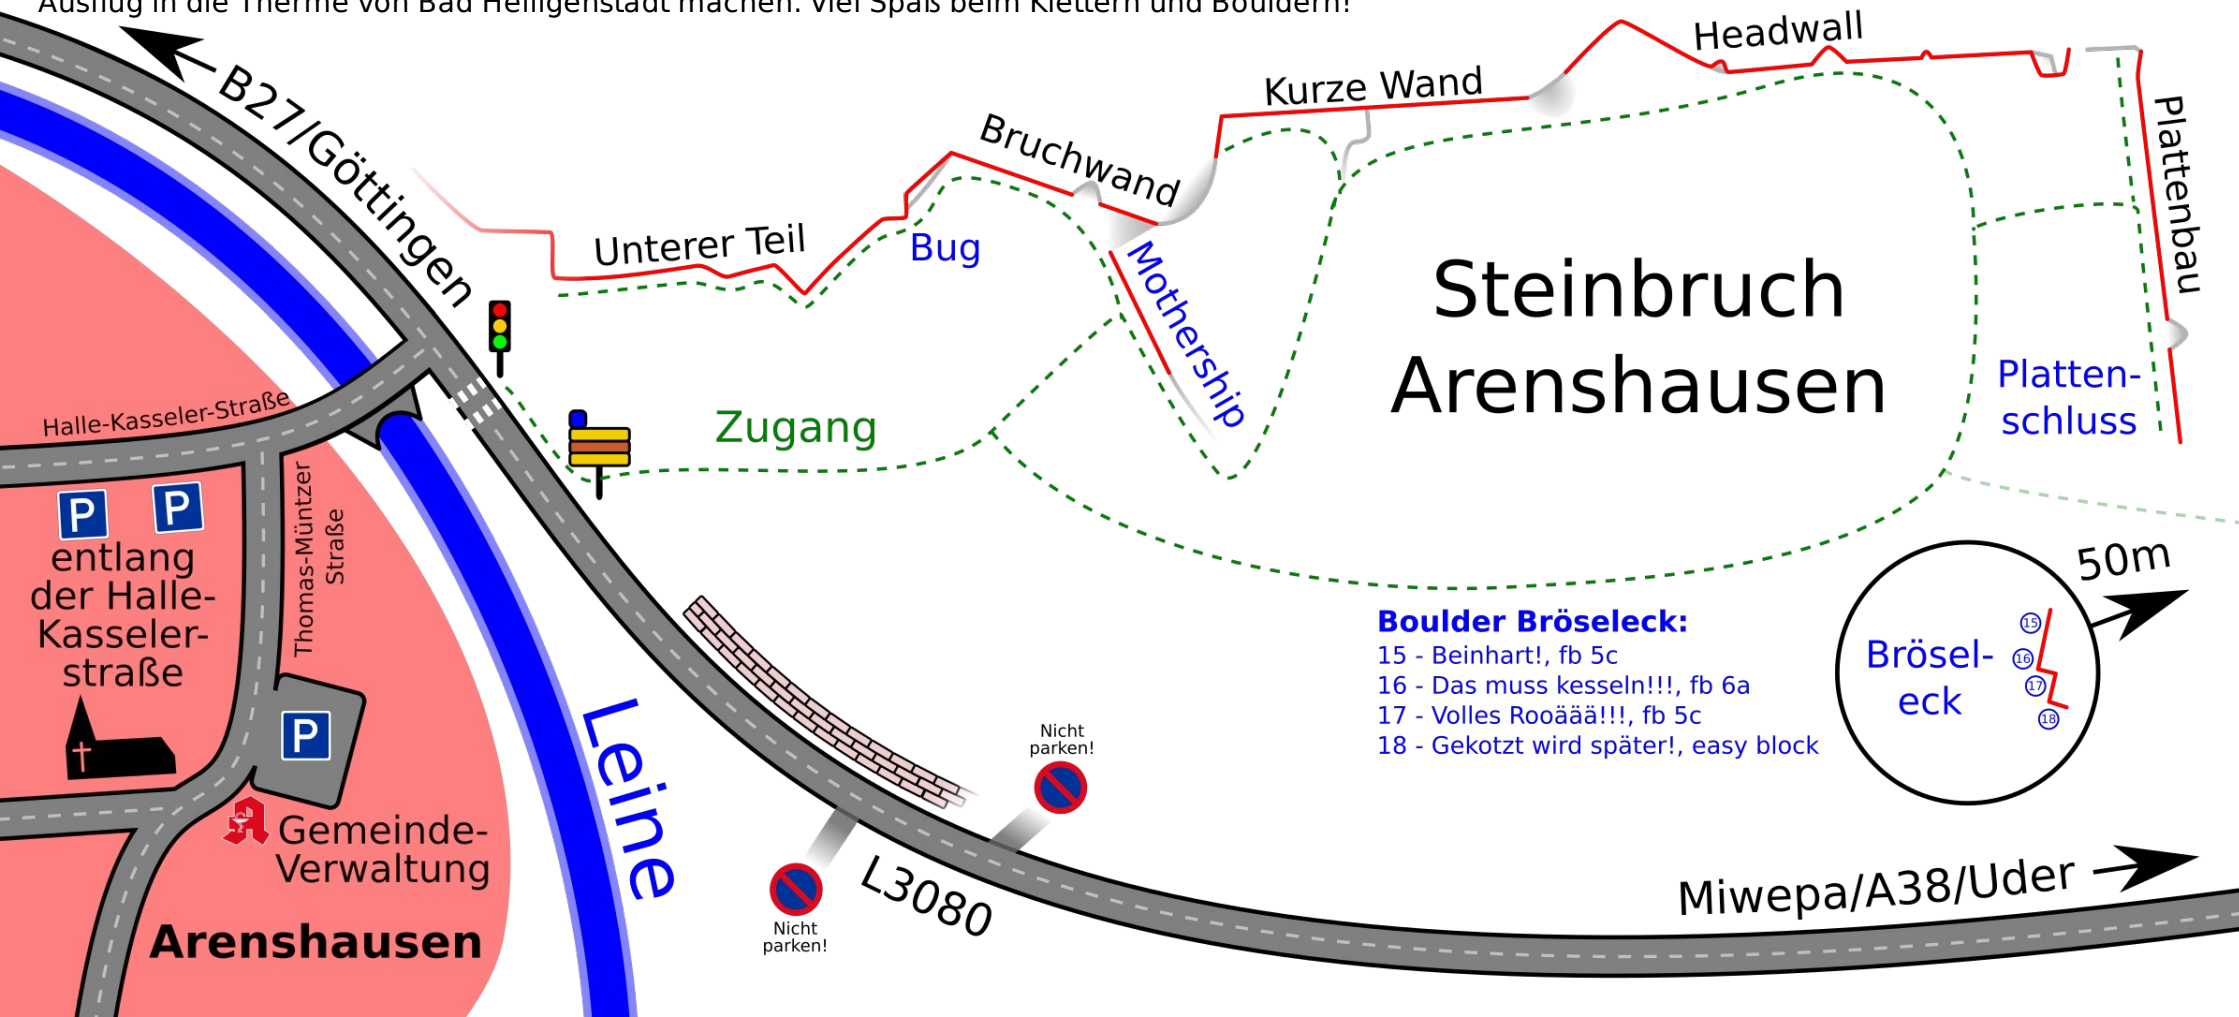 Ausflug in die Therme von Bad Heiligenstadt machen. Viel Spaß beim Klettern und Bouldern!
B27/Göttingen
Unterer Teil
Bug
Bruchwand
Mothership
Kurze Wand
Headwall
Plattenbau
Steinbruch
Arenshausen
Platten-
schluss
Zugang
Halle-Kasseler-Straße
Thomas-Müntzer
Straße
P
P
entlang
der Halle-
Kasseler-
straße
P
Gemeinde-
Verwaltung
Arenshausen
Leine
L3080
Nicht
parken!
Nicht
parken!
Boulder Bröseleck:
15 - Beinhart!, fb 5c
16 - Das muss kesseln!!!, fb 6a
17 - Volles Rooäää!!!, fb 5c
18 - Gekotzt wird später!, easy block
Brösel-
eck
15
16
17
18
50m
Miwepa/A38/Uder